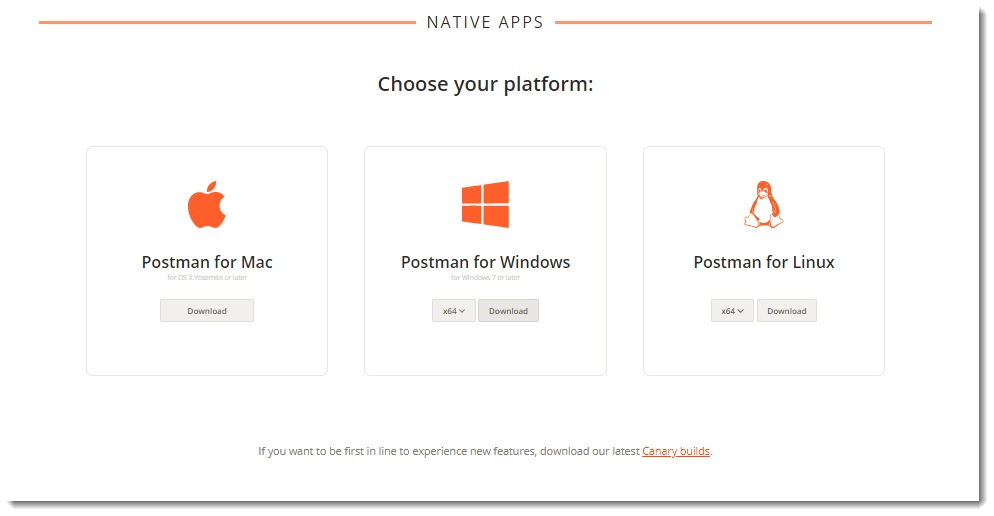 NATIVE APPS
Choose your platform:
Postman for Mac
for OS X Yosemite or later
Download
Postman for Windows
for Windows 7 or later
x64 Download
Postman for Linux
x64 Download
If you want to be first in line to experience new features, download our latest Canary builds.